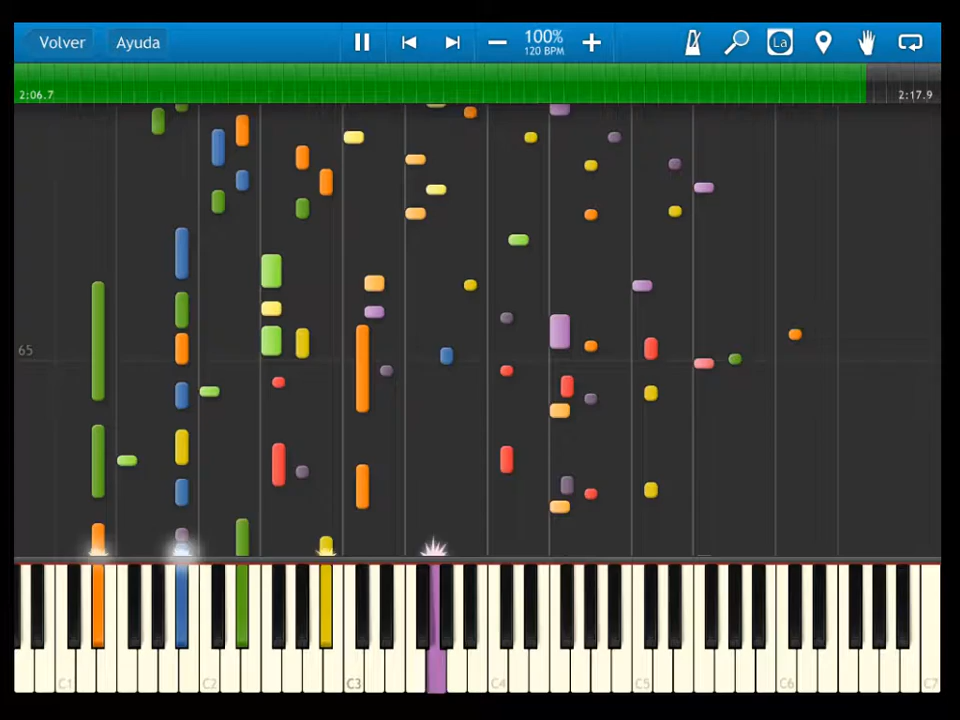 Volver Ayuda 100% La
120 BPM
2:06.7 2:17.9
65
C1 C2 C3 C4 C5 C6 C7